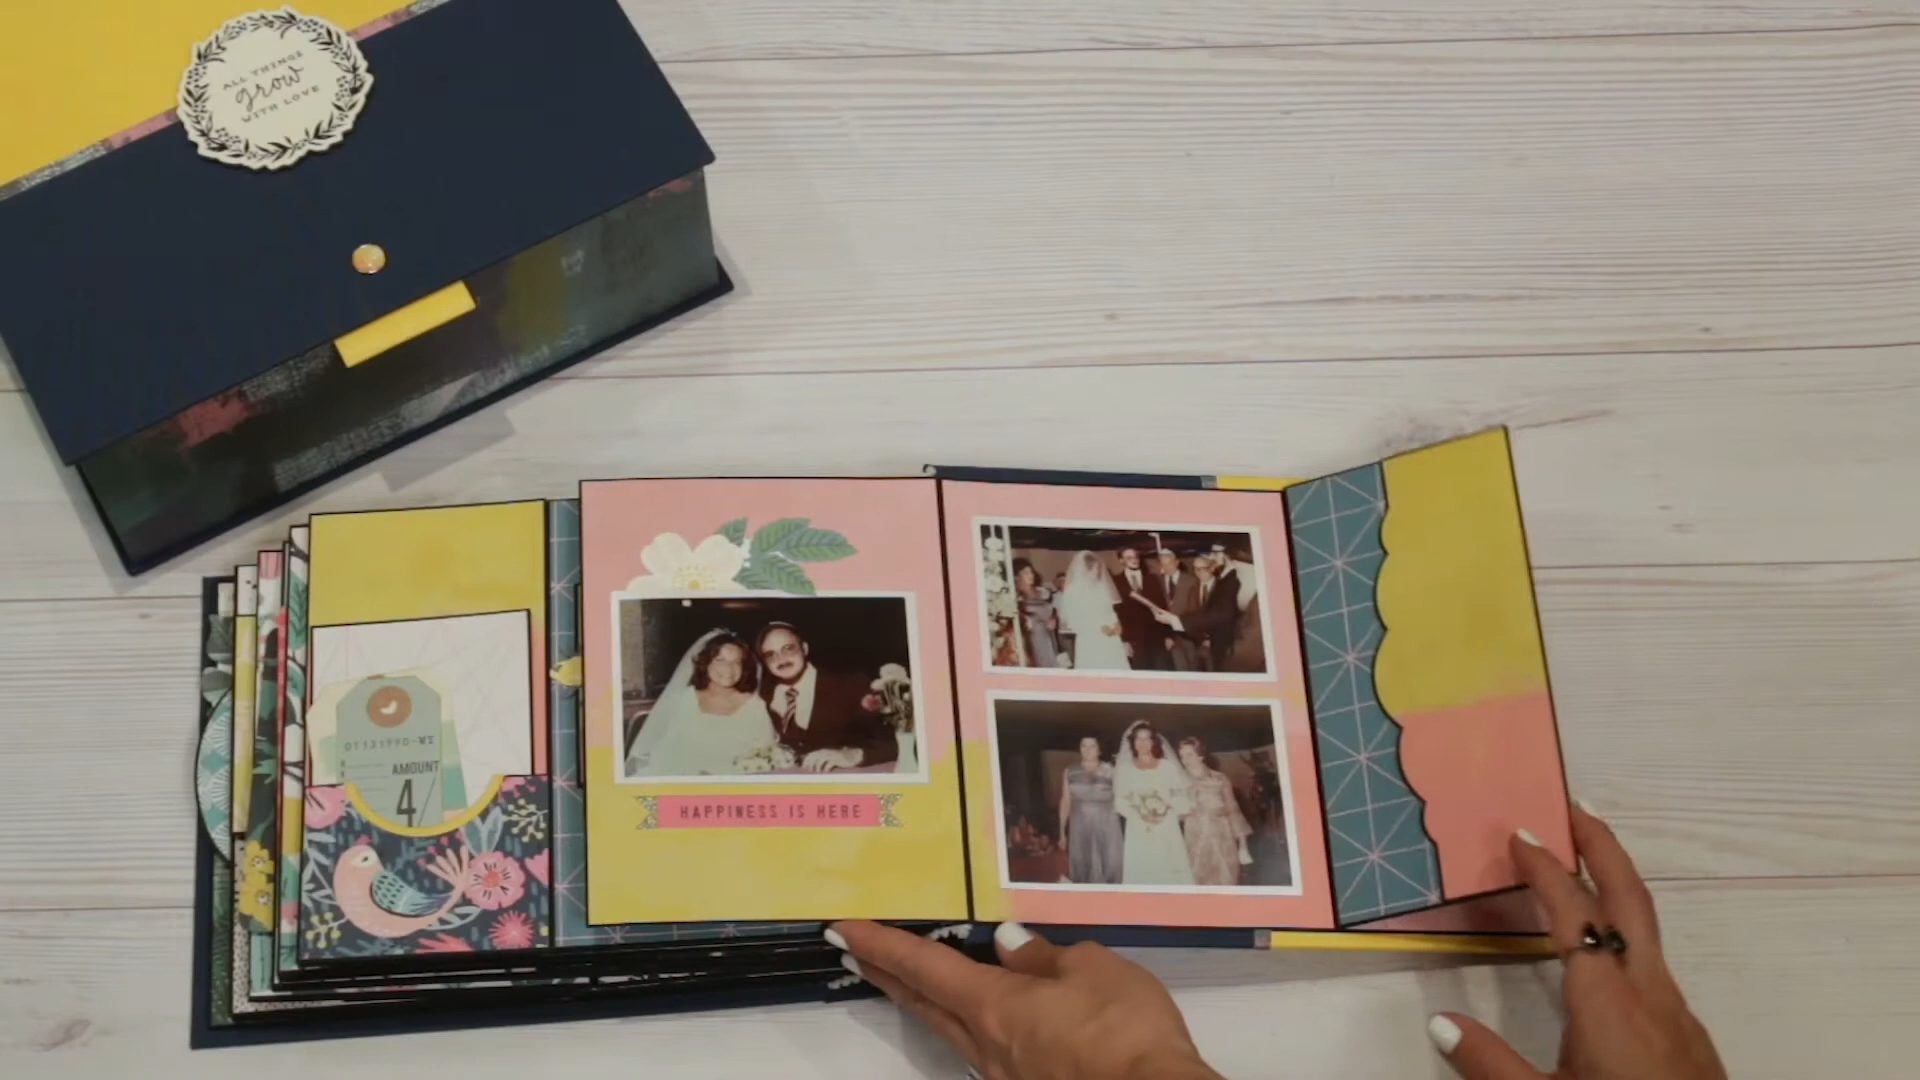 ALL THINGS
grow
WITH LOVE
HAPPINESS IS HERE
AMOUNT
4